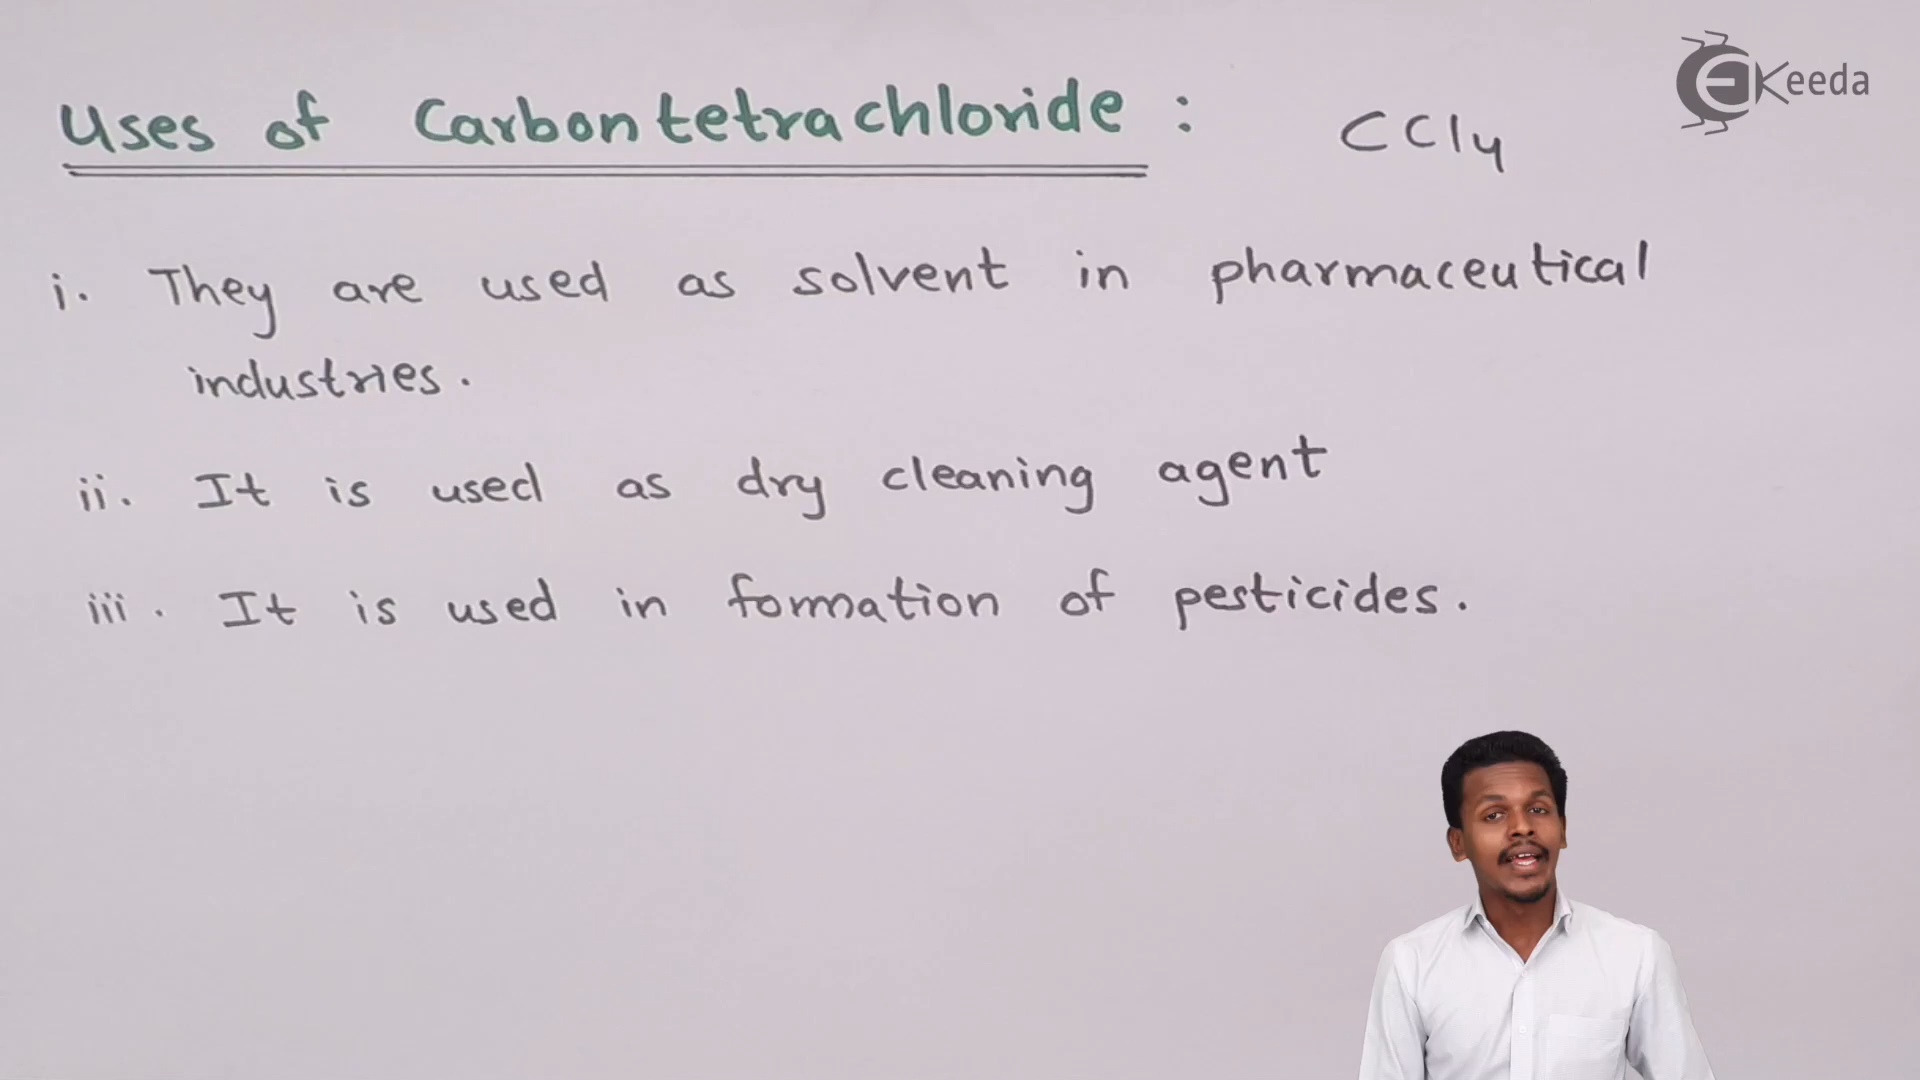 Uses of Carbontetrachloride : CCl4
EKeeda
i. They are used as solvent in pharmaceutical
industries.
ii. It is used as dry cleaning agent
iii. It is used in formation of pesticides.